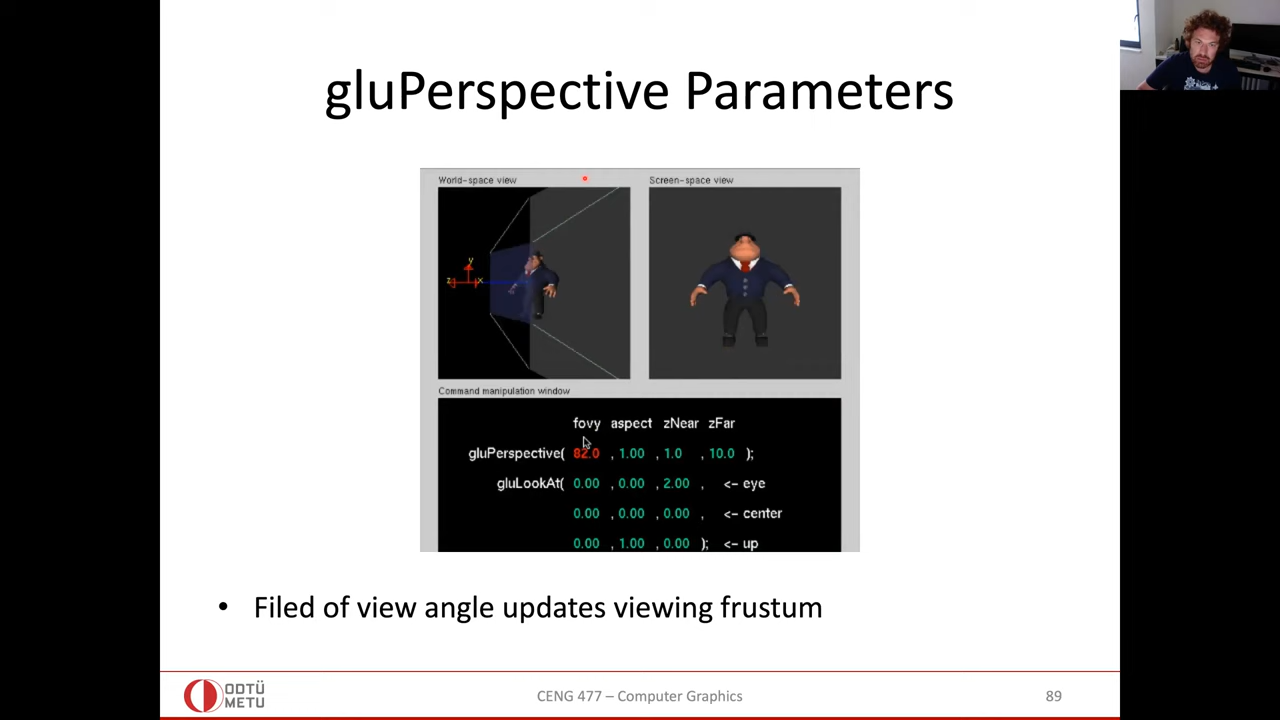 gluPerspective Parameters
World-space view
Screen-space view
y
z
x
Command manipulation window
fovy aspect zNear zFar
gluPerspective( 82.0 , 1.00 , 1.0 , 10.0 );
gluLookAt( 0.00 , 0.00 , 2.00 , <- eye
0.00 , 0.00 , 0.00 , <- center
0.00 , 1.00 , 0.00 ); <- up
• Filed of view angle updates viewing frustum
ODTÜ
METU
CENG 477 – Computer Graphics
89